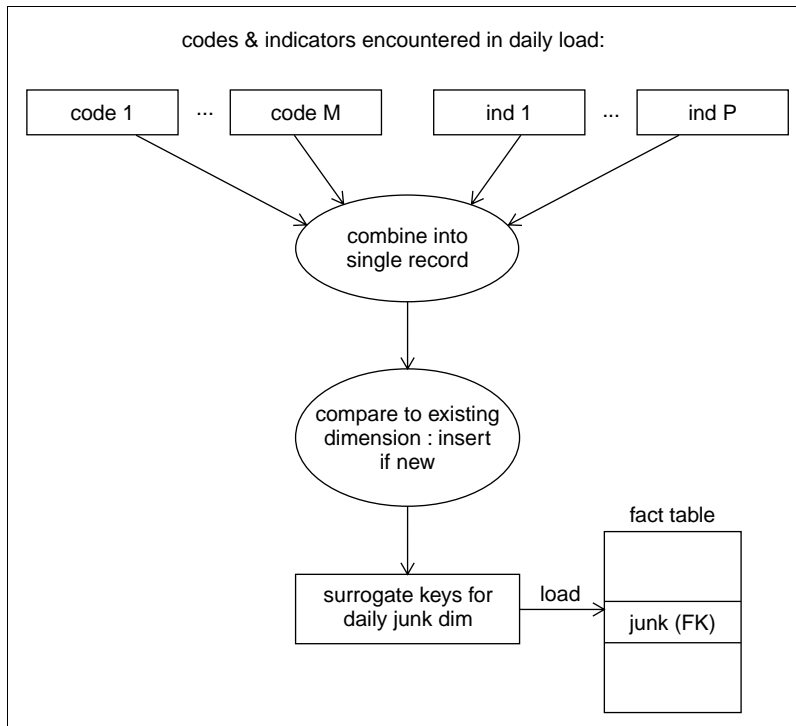 codes & indicators encountered in daily load:
code 1 ... code M ind 1 ... ind P
combine into
single record
compare to existing
dimension : insert
if new
fact table
surrogate keys for
daily junk dim
load
junk (FK)